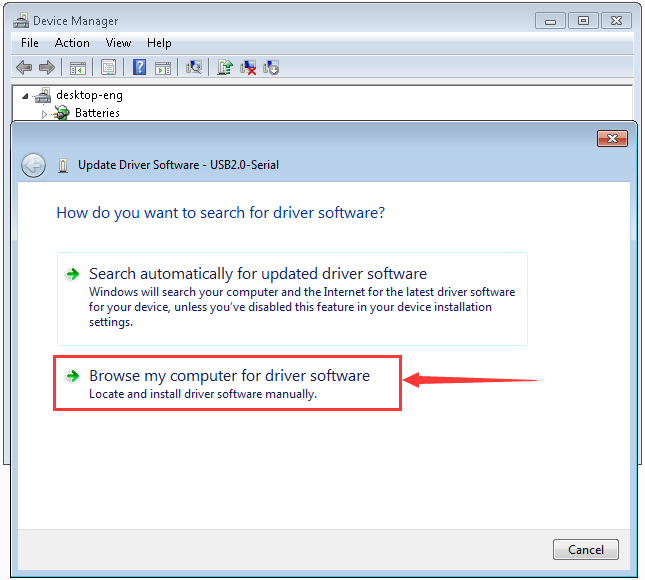 Device Manager
File Action View Help
desktop-eng
Batteries
Update Driver Software - USB2.0-Serial
How do you want to search for driver software?
Search automatically for updated driver software
Windows will search your computer and the Internet for the latest driver software
for your device, unless you've disabled this feature in your device installation
settings.
Browse my computer for driver software
Locate and install driver software manually.
Cancel